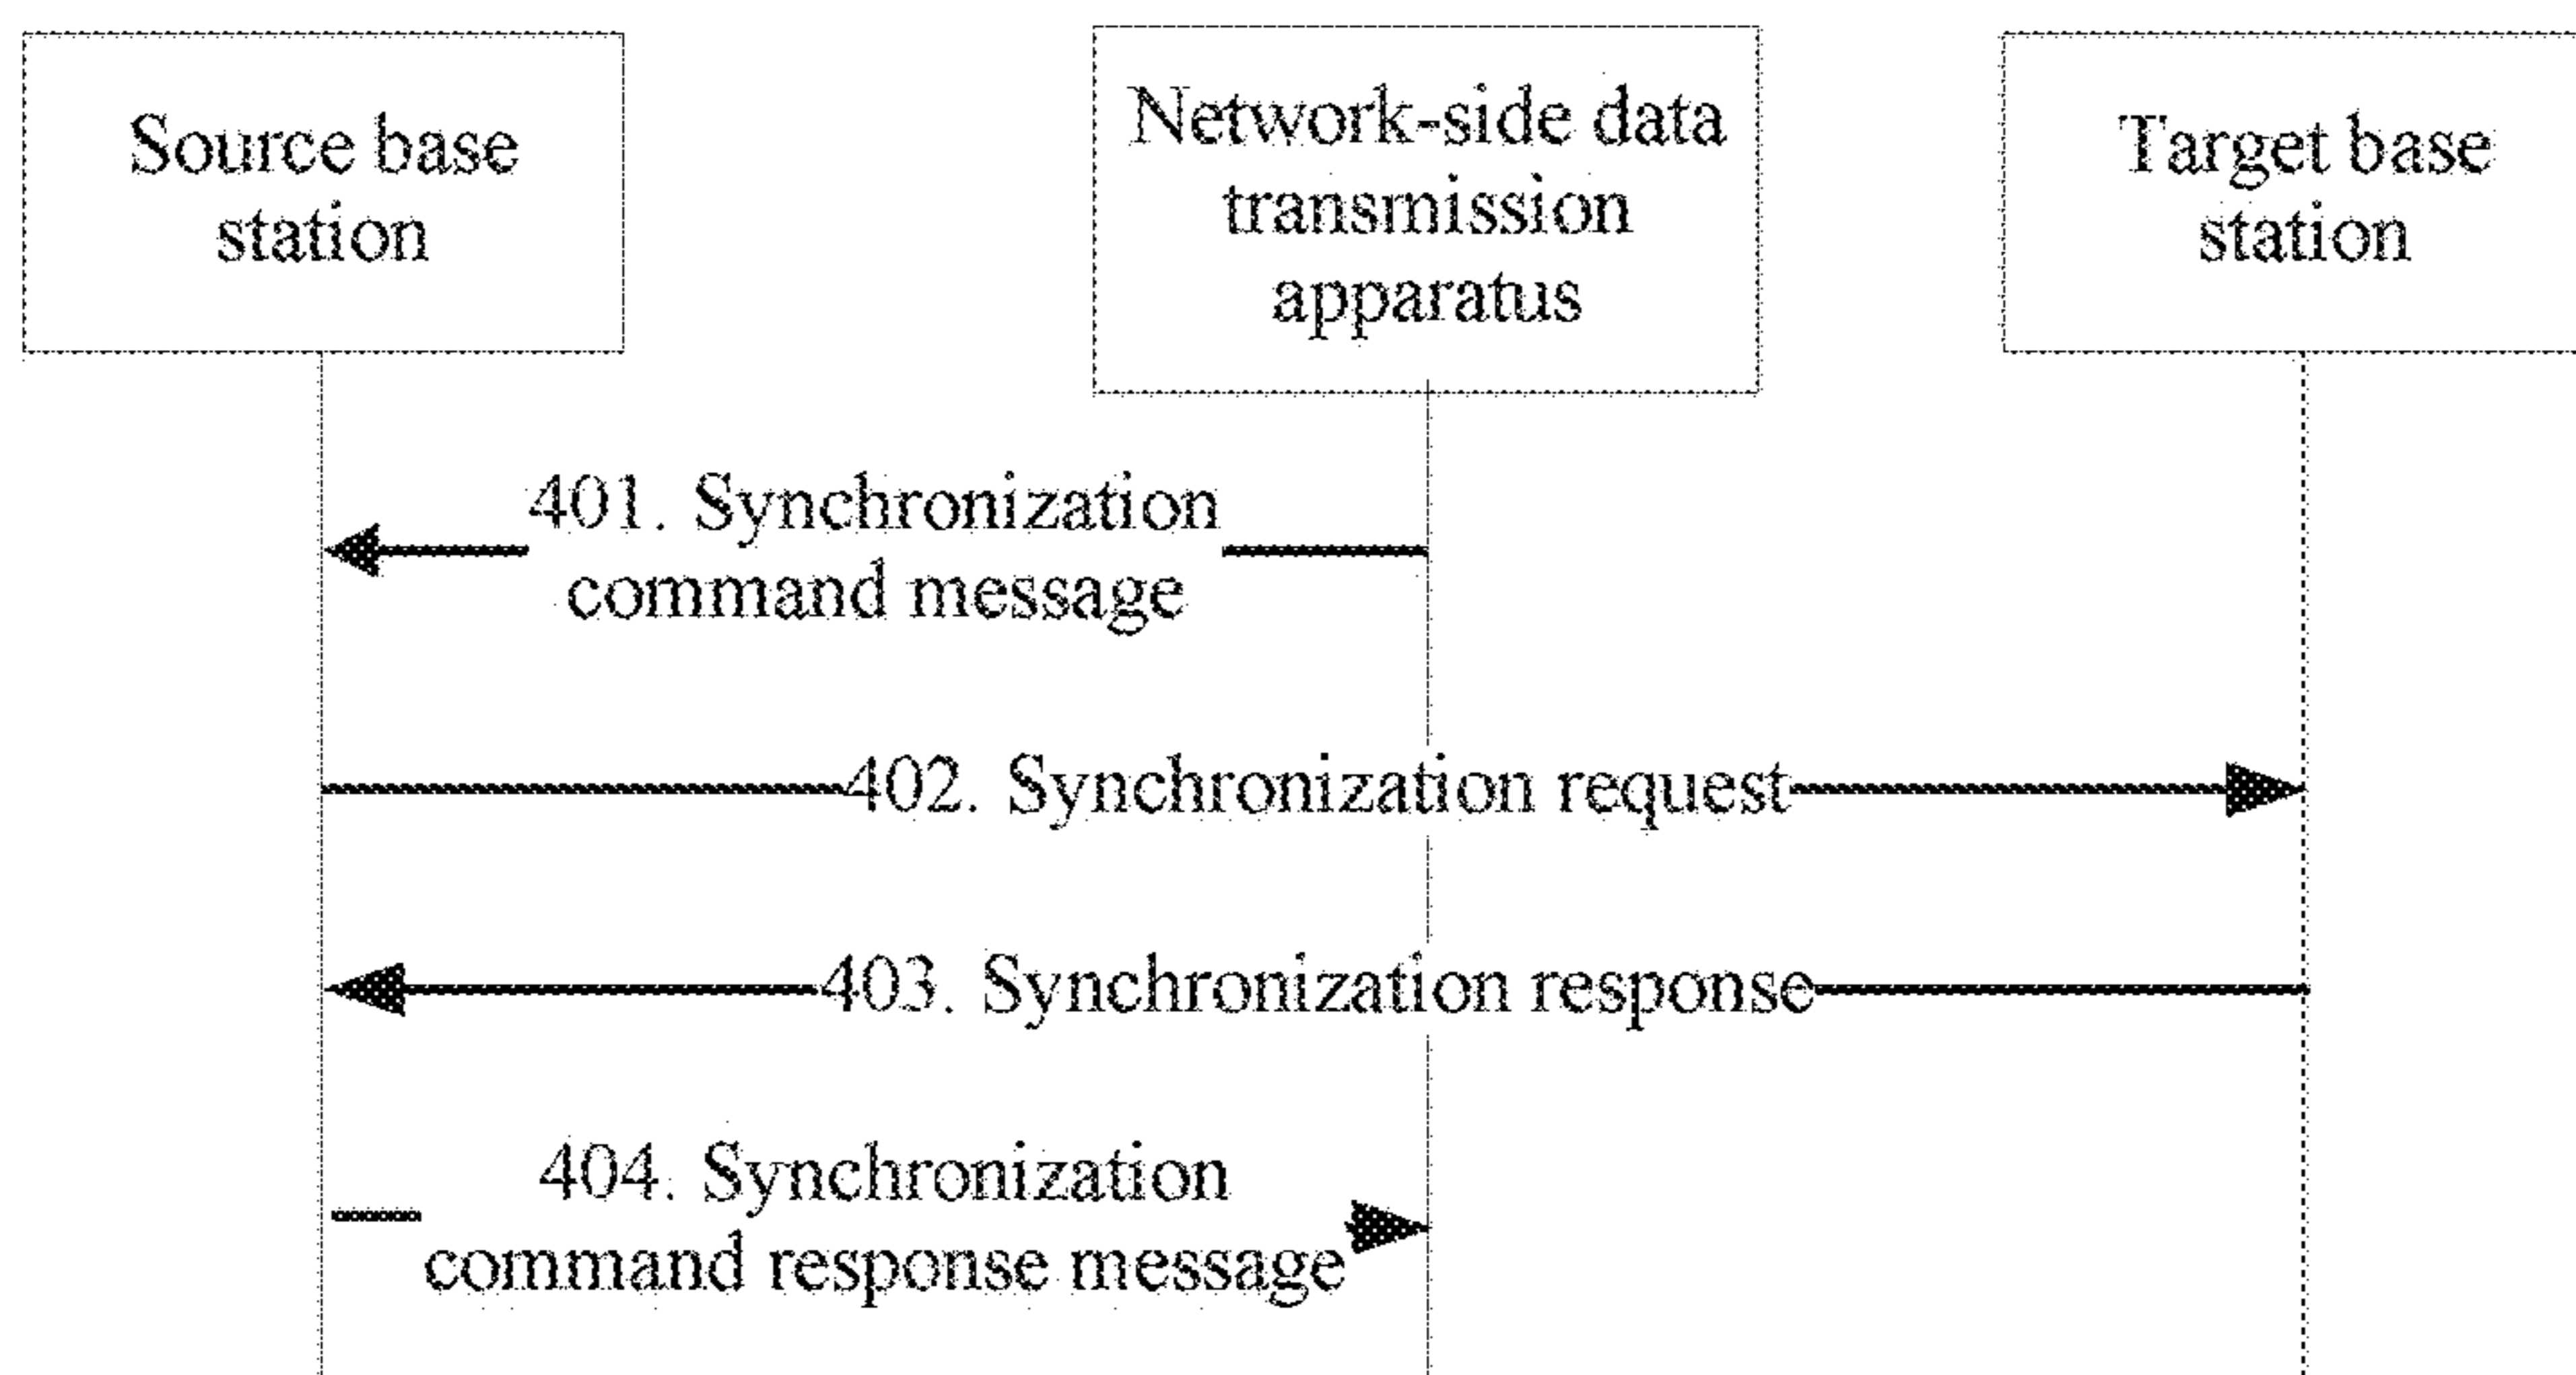 Source base
station
Network-side data
transmission
apparatus
Target base
station
401. Synchronization
command message
402. Synchronization request
403. Synchronization response
404. Synchronization
command response message